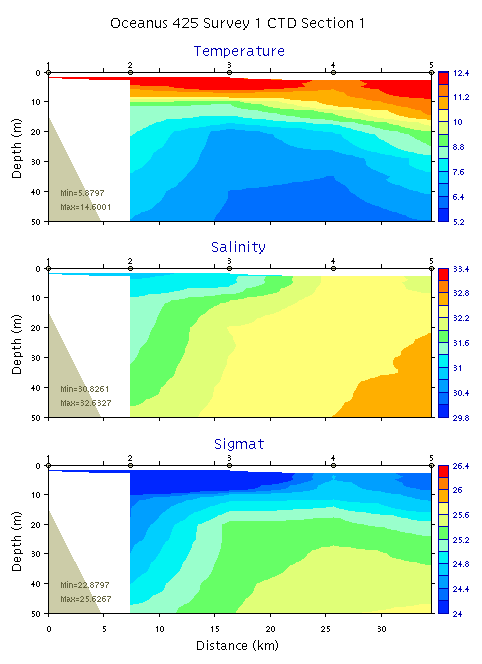 Oceanus 425 Survey 1 CTD Section 1
Temperature
1 2 3 4 5
0
10
20
30
40
50
Depth (m)
Min=5.8797
Max=14.6001
12.4
11.2
10
8.8
7.6
6.4
5.2
Salinity
1 2 3 4 5
0
10
20
30
40
50
Depth (m)
Min=30.8261
Max=32.6327
33.4
32.8
32.2
31.6
31
30.4
29.8
Sigmat
1 2 3 4 5
0
10
20
30
40
50
Depth (m)
Min=22.8797
Max=25.6267
26.4
26
25.6
25.2
24.8
24.4
24
0 5 10 15 20 25 30
Distance (km)